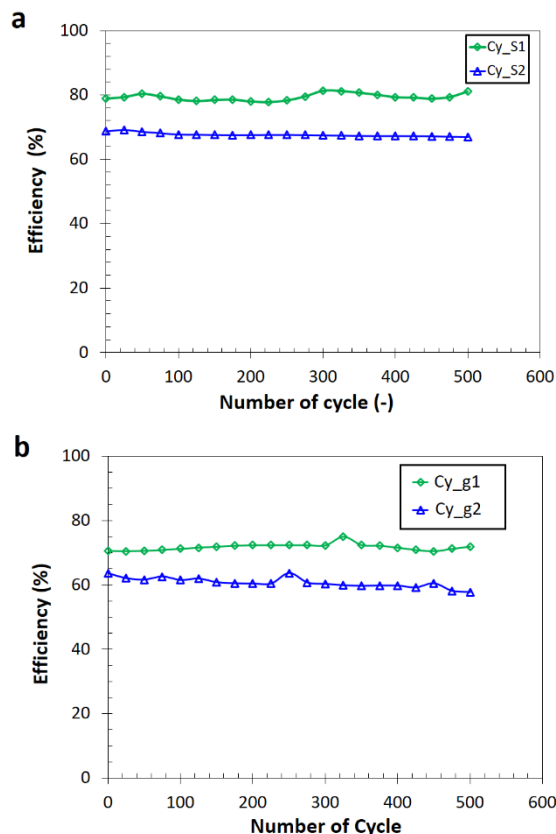 a
100
80
60
40
20
0
Efficiency (%)
Cy_S1
Cy_S2
0 100 200 300 400 500 600
Number of cycle (-)
b
100
80
60
40
20
0
Efficiency (%)
Cy_g1
Cy_g2
0 100 200 300 400 500 600
Number of Cycle